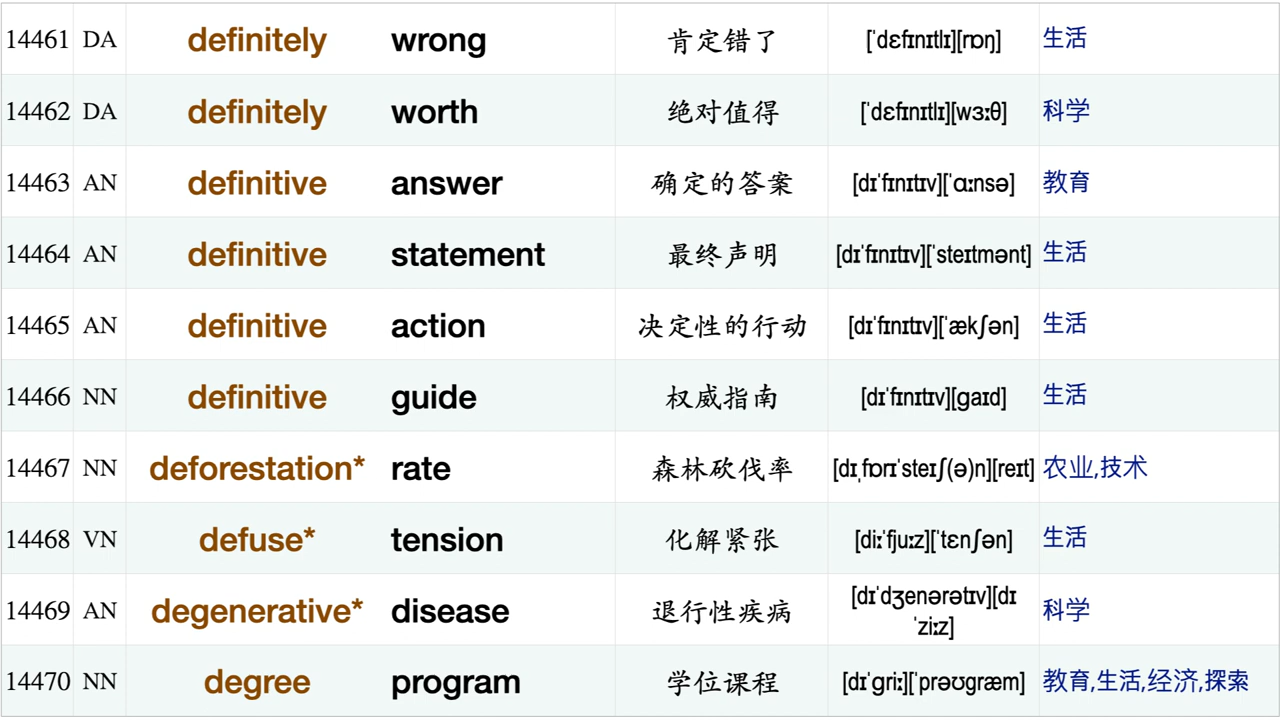 14461 DA definitely wrong 肯定错了 [ˈdɛfɪnɪtlɪ][rɒŋ] 生活
14462 DA definitely worth 绝对值得 [ˈdɛfɪnɪtlɪ][wɜːθ] 科学
14463 AN definitive answer 确定的答案 [dɪˈfɪnɪtɪv][ˈɑːnsə] 教育
14464 AN definitive statement 最终声明 [dɪˈfɪnɪtɪv][ˈsteɪtmənt] 生活
14465 AN definitive action 决定性的行动 [dɪˈfɪnɪtɪv][ˈækʃən] 生活
14466 NN definitive guide 权威指南 [dɪˈfɪnɪtɪv][gaɪd] 生活
14467 NN deforestation* rate 森林砍伐率 [dɪˌfɒrɪˈsteɪʃ(ə)n][reɪt] 农业,技术
14468 VN defuse* tension 化解紧张 [diːˈfjuːz][ˈtɛnʃən] 生活
14469 AN degenerative* disease 退行性疾病 [dɪˈdʒenərətɪv][dɪ
ˈziːz] 科学
14470 NN degree program 学位课程 [dɪˈgriː][ˈprəʊgræm] 教育,生活,经济,探索